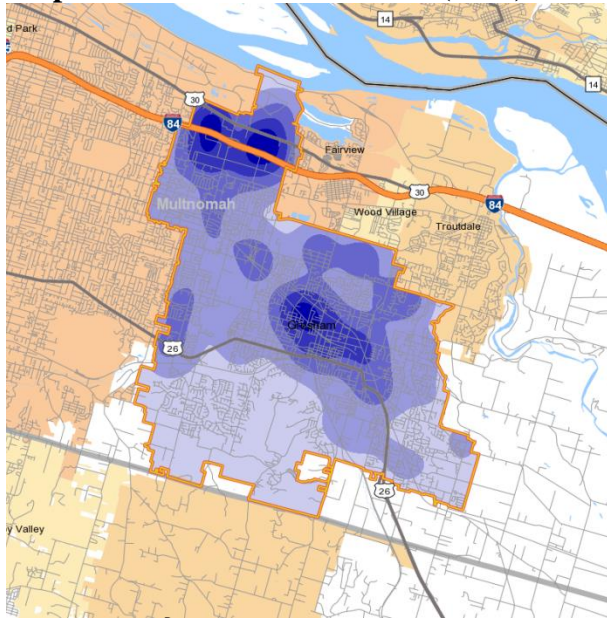 d Park
14
14
30
84
Fairview
30
Multnomah
Wood Village
84
Troutdale
Gresham
26
26
y Valley